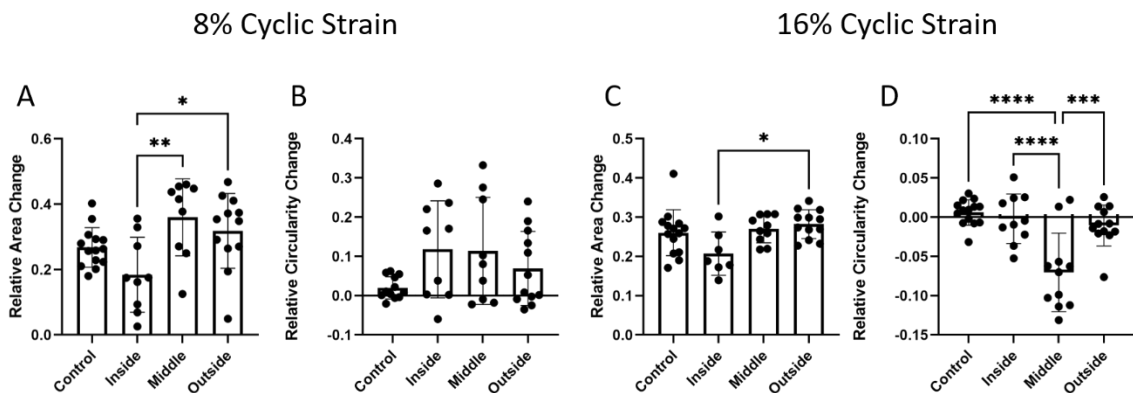 8% Cyclic Strain
16% Cyclic Strain
A
Relative Area Change
0.6
0.4
0.2
0.0
*
**
Control
Inside
Middle
Outside
B
Relative Circularity Change
0.4
0.3
0.2
0.1
0.0
-0.1
Control
Inside
Middle
Outside
C
Relative Area Change
0.5
0.4
0.3
0.2
0.1
0.0
*
Control
Inside
Middle
Outside
D
Relative Circularity Change
0.10
0.05
0.00
-0.05
-0.10
-0.15
****
***
****
Control
Inside
Middle
Outside